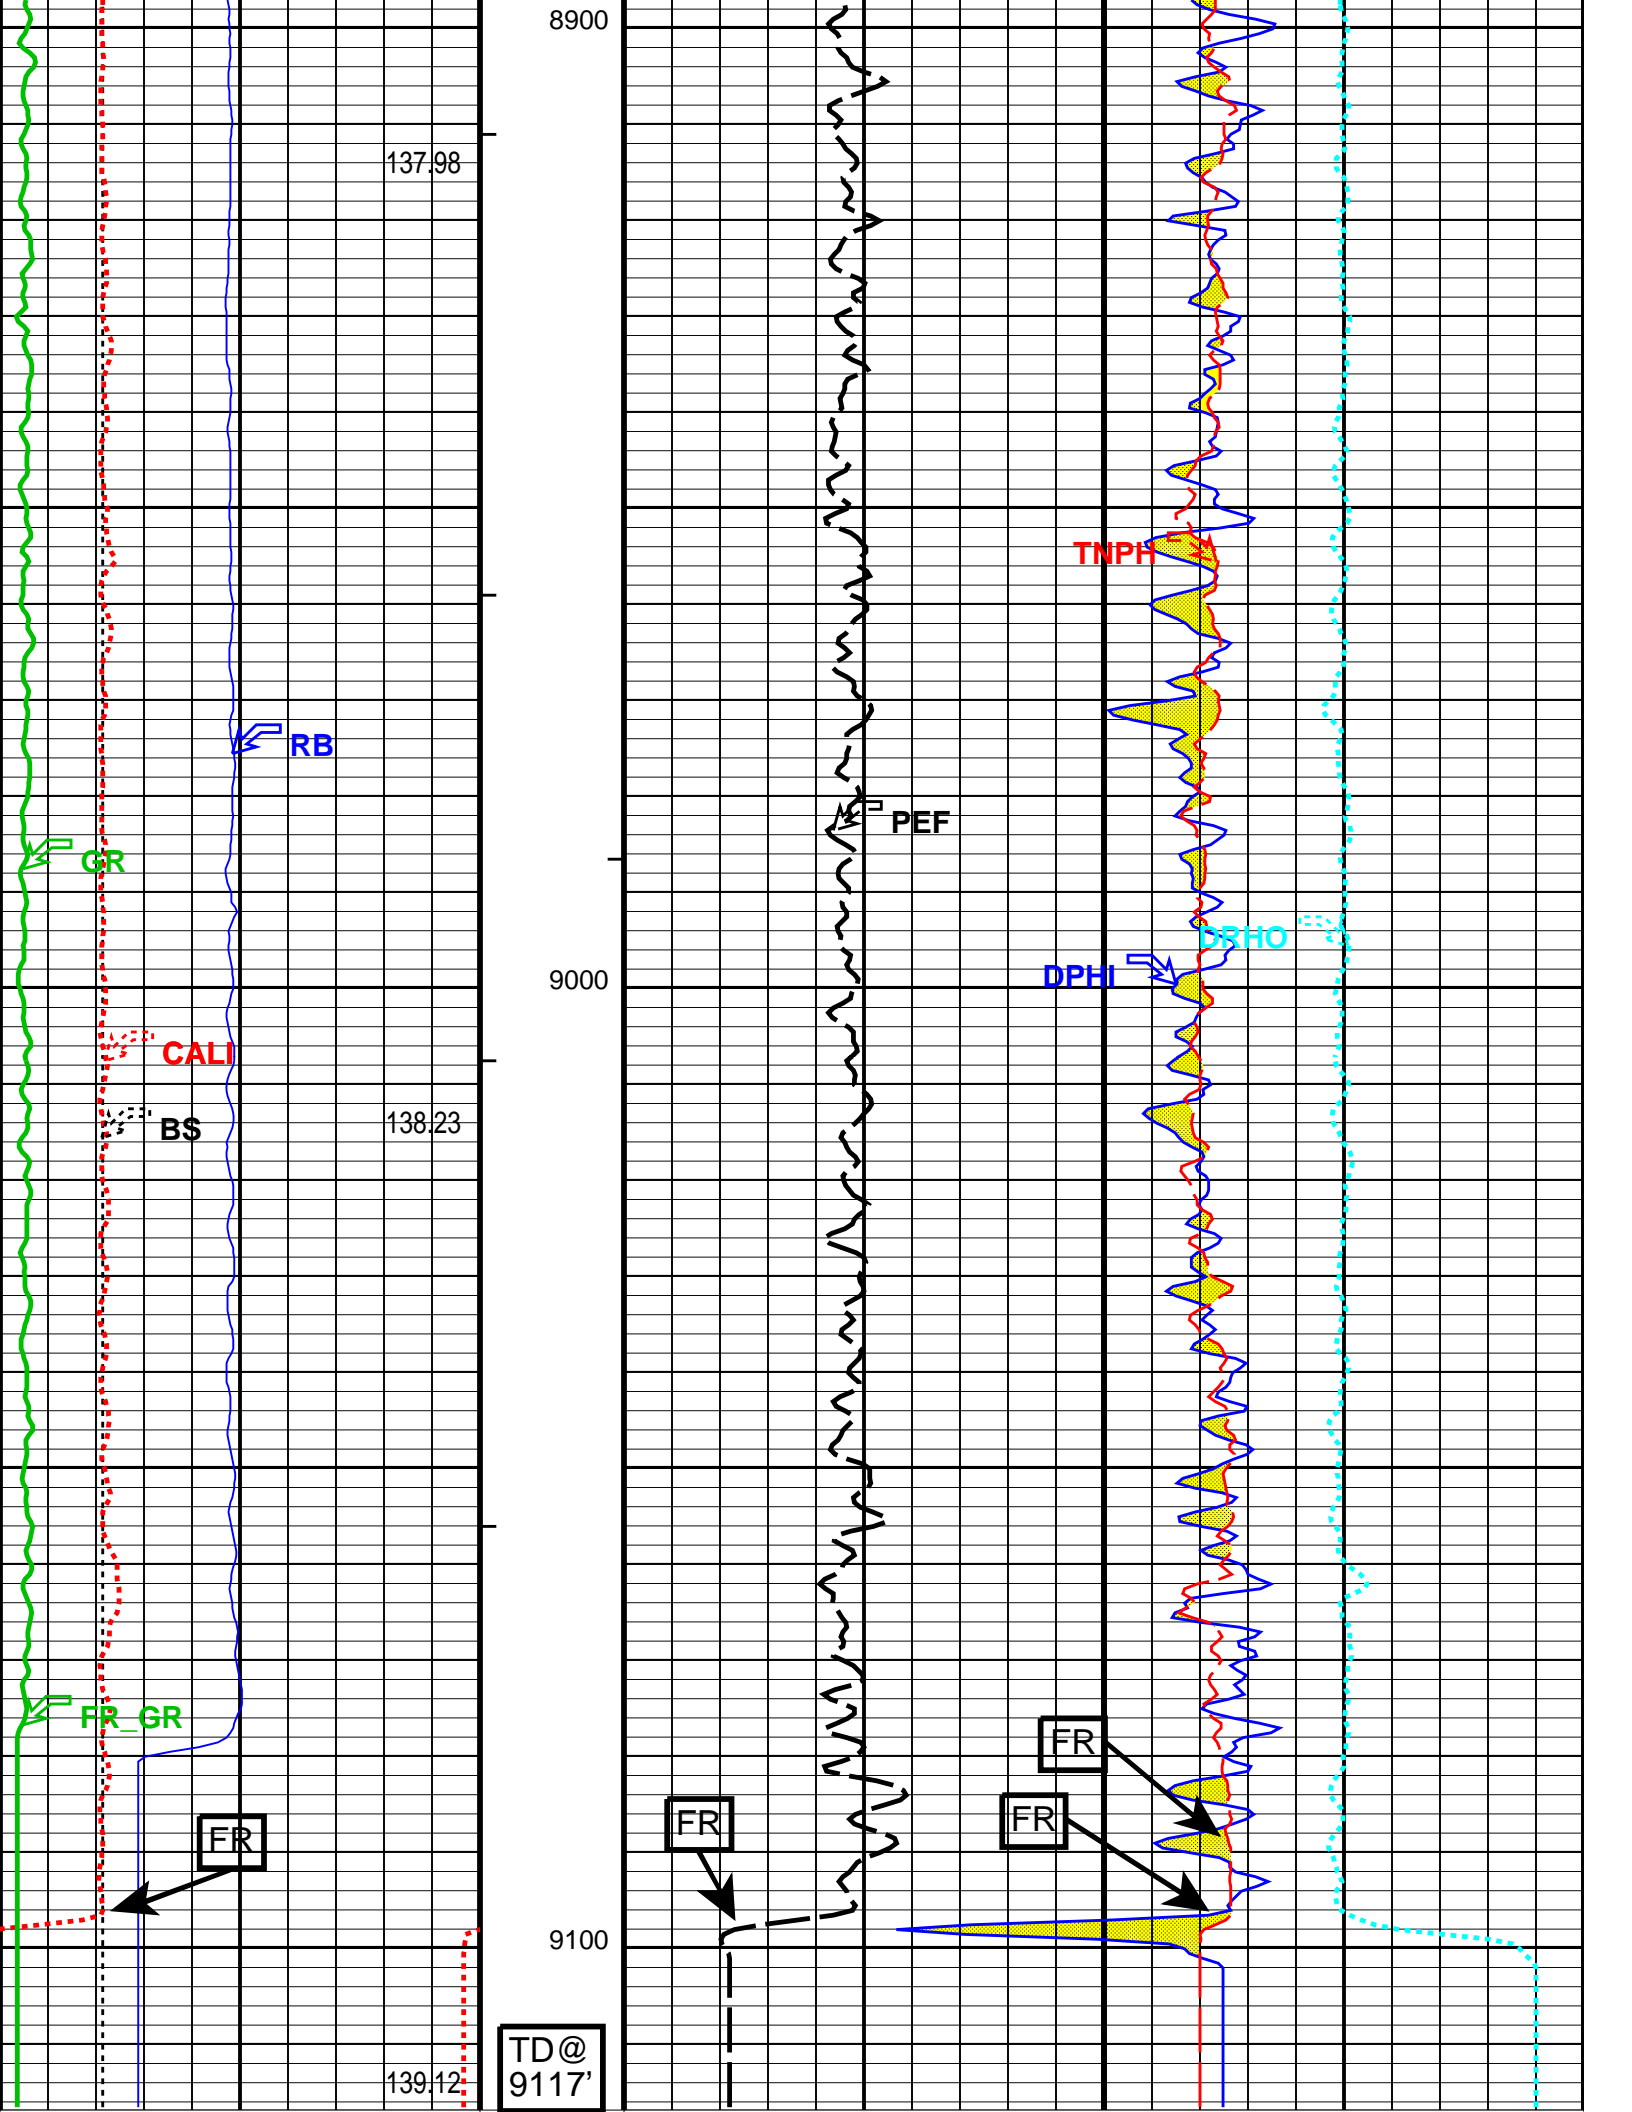 8900
137.98
TNPH
RB
PEF
GR
DRHO
DPHI
9000
CALI
BS
138.23
FR_GR
FR
FR
FR
FR
9100
TD@
9117’
139.12